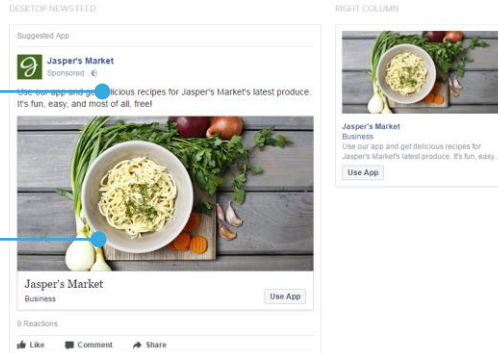 DESKTOP NEWS FEED
Suggested App
Jasper's Market
Sponsored
Use our app and get delicious recipes for Jasper's Market's latest produce.
It's fun, easy, and most of all, free!
Jasper's Market
Business
Use App
9 Reactions
Like Comment Share
RIGHT COLUMN
Jasper's Market
Business
Use our app and get delicious recipes for
Jasper's Market's latest produce. It's fun, easy,
Use App